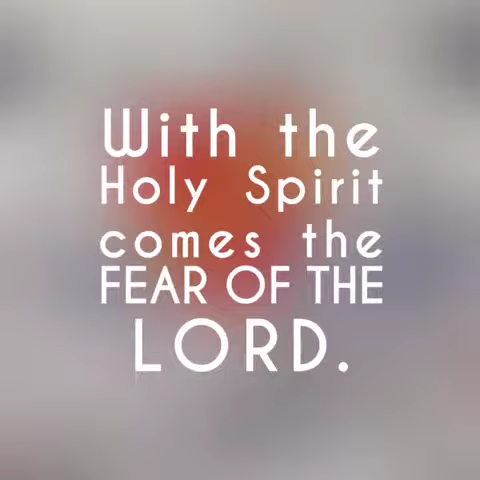 With the
Holy Spirit
comes the
FEAR OF THE
LORD.